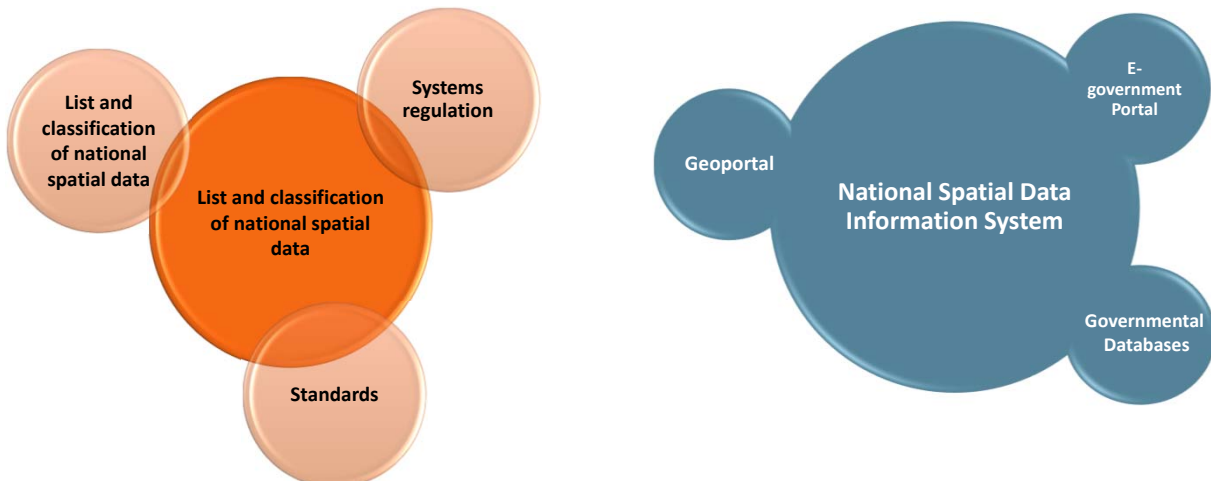 List and
classification
of national
spatial data
Systems
regulation
List and classification
of national spatial
data
Standards
E-
government
Portal
Geoportal
National Spatial Data
Information System
Governmental
Databases